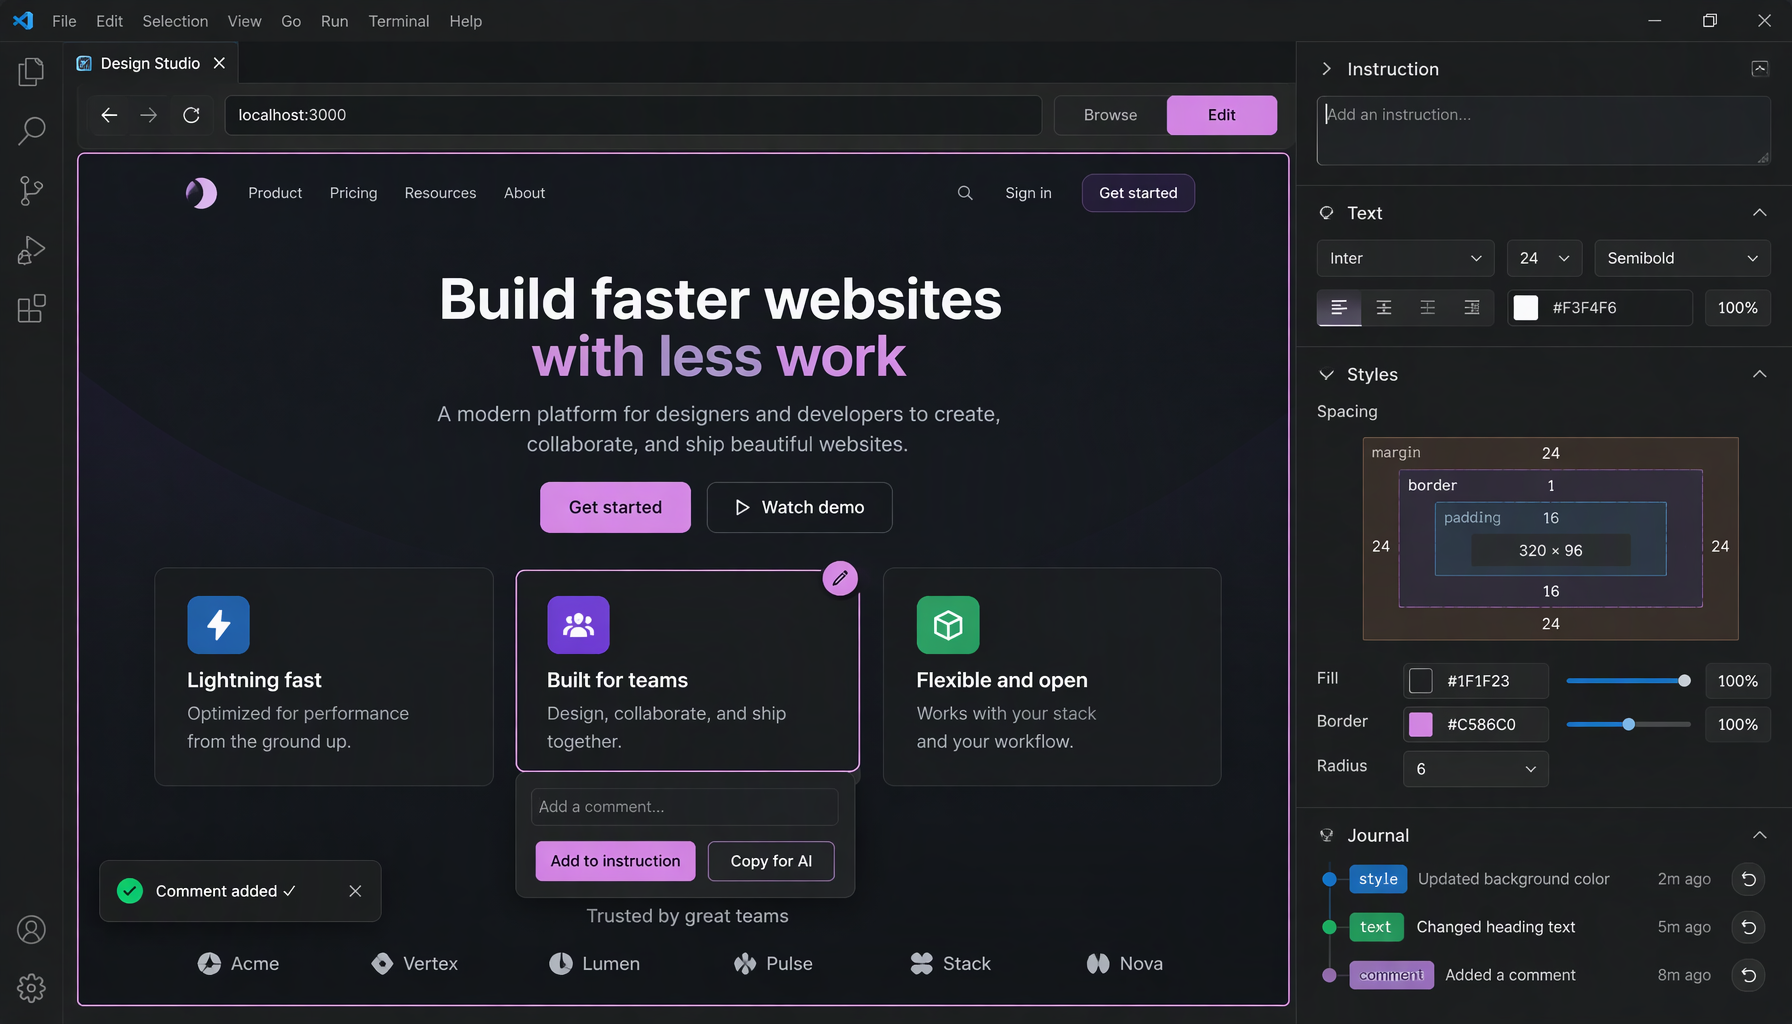 File Edit Selection View Go Run Terminal Help
Design Studio
localhost:3000
Browse
Edit
Product Pricing Resources About
Sign in
Get started
Build faster websites
with less work
A modern platform for designers and developers to create,
collaborate, and ship beautiful websites.
Get started
Watch demo
Lightning fast
Optimized for performance
from the ground up.
Built for teams
Design, collaborate, and ship
together.
Flexible and open
Works with your stack
and your workflow.
Add a comment...
Add to instruction
Copy for AI
Comment added ✓
Trusted by great teams
Acme Vertex Lumen Pulse Stack Nova
Instruction
Add an instruction...
Text
Inter 24 Semibold
#F3F4F6 100%
Styles
Spacing
margin 24
border 1
padding 16
24 320 × 96 24
16
24
Fill #1F1F23 100%
Border #C586C0 100%
Radius 6
Journal
style Updated background color 2m ago
text Changed heading text 5m ago
comment Added a comment 8m ago